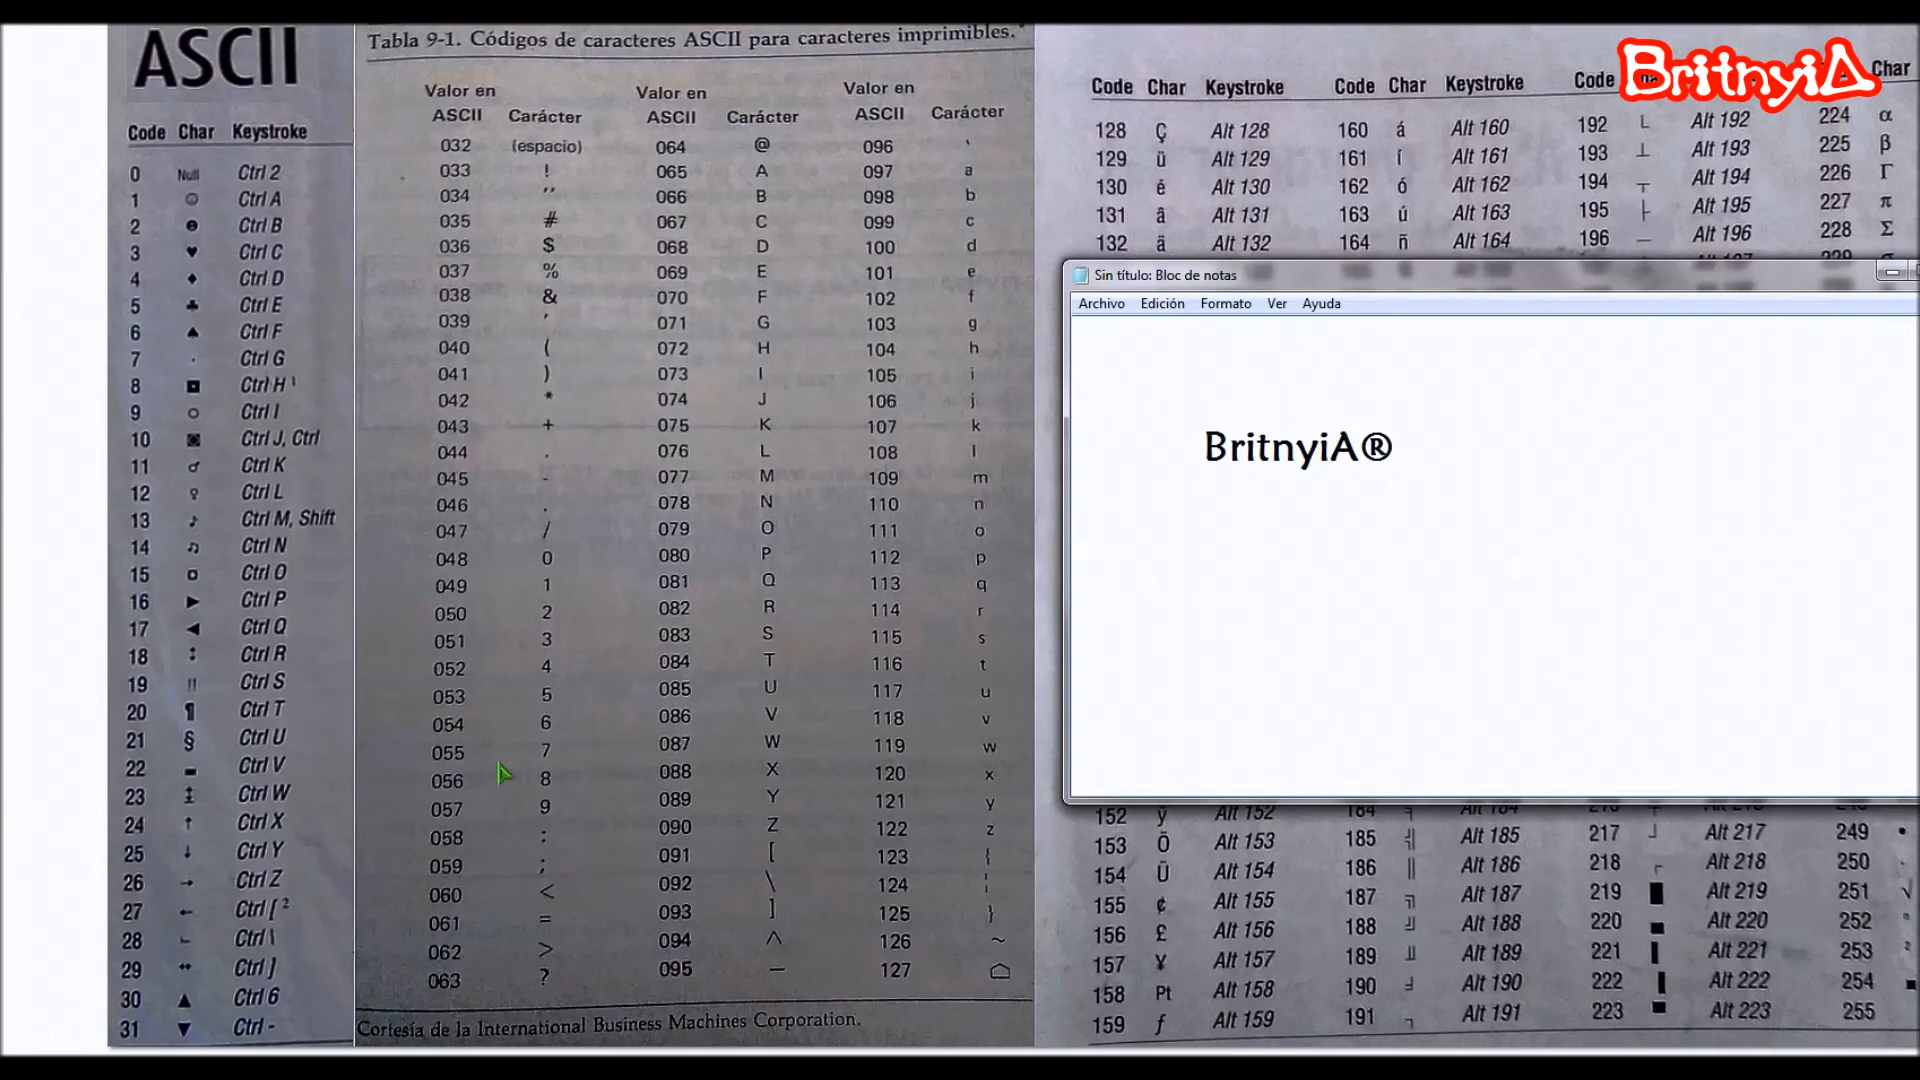 ASCII
Code Char Keystroke
0 Null Ctrl 2
1 ☺ Ctrl A
2 ☻ Ctrl B
3 ♥ Ctrl C
4 ♦ Ctrl D
5 ♣ Ctrl E
6 ♠ Ctrl F
7 · Ctrl G
8 ◘ Ctrl H ¹
9 ○ Ctrl I
10 ◙ Ctrl J, Ctrl
11 ♂ Ctrl K
12 ♀ Ctrl L
13 ♪ Ctrl M, Shift
14 ♫ Ctrl N
15 ¤ Ctrl O
16 ► Ctrl P
17 ◄ Ctrl Q
18 ↕ Ctrl R
19 !! Ctrl S
20 ¶ Ctrl T
21 § Ctrl U
22 ▬ Ctrl V
23 ↨ Ctrl W
24 ↑ Ctrl X
25 ↓ Ctrl Y
26 → Ctrl Z
27 ← Ctrl [ ²
28 ∟ Ctrl \
29 ↔ Ctrl ]
30 ▲ Ctrl 6
31 ▼ Ctrl -
Tabla 9-1. Códigos de caracteres ASCII para caracteres imprimibles.*
Valor en Valor en Valor en
ASCII Carácter ASCII Carácter ASCII Carácter
032 (espacio) 064 @ 096 `
033 ! 065 A 097 a
034 '' 066 B 098 b
035 # 067 C 099 c
036 $ 068 D 100 d
037 % 069 E 101 e
038 & 070 F 102 f
039 ' 071 G 103 g
040 ( 072 H 104 h
041 ) 073 I 105 i
042 * 074 J 106 j
043 + 075 K 107 k
044 , 076 L 108 l
045 - 077 M 109 m
046 . 078 N 110 n
047 / 079 O 111 o
048 0 080 P 112 p
049 1 081 Q 113 q
050 2 082 R 114 r
051 3 083 S 115 s
052 4 084 T 116 t
053 5 085 U 117 u
054 6 086 V 118 v
055 7 087 W 119 w
056 8 088 X 120 x
057 9 089 Y 121 y
058 : 090 Z 122 z
059 ; 091 [ 123 {
060 < 092 \ 124 ¦
061 = 093 ] 125 }
062 > 094 ^ 126 ~
063 ? 095 — 127 ⌂
Cortesía de la International Business Machines Corporation.
BritnyiA
Code Char Keystroke Code Char Keystroke Code Char
128 Ç Alt 128 160 á Alt 160 192 └ Alt 192 224 α
129 ü Alt 129 161 í Alt 161 193 ┴ Alt 193 225 β
130 é Alt 130 162 ó Alt 162 194 ┬ Alt 194 226 Γ
131 â Alt 131 163 ú Alt 163 195 ├ Alt 195 227 π
132 ä Alt 132 164 ñ Alt 164 196 ─ Alt 196 228 Σ
Sin título: Bloc de notas
Archivo Edición Formato Ver Ayuda
BritnyiA®
152 ÿ Alt 152 184 ╕ Alt 184
153 Ö Alt 153 185 ╣ Alt 185 217 ┘ Alt 217 249 •
154 Ü Alt 154 186 ║ Alt 186 218 ┌ Alt 218 250
155 ¢ Alt 155 187 ╗ Alt 187 219 █ Alt 219 251 √
156 £ Alt 156 188 ╝ Alt 188 220 ▄ Alt 220 252 ⁿ
157 ¥ Alt 157 189 ╜ Alt 189 221 ▌ Alt 221 253 ²
158 Pt Alt 158 190 ╛ Alt 190 222 ▐ Alt 222 254 ■
159 ƒ Alt 159 191 ┐ Alt 191 223 ▀ Alt 223 255